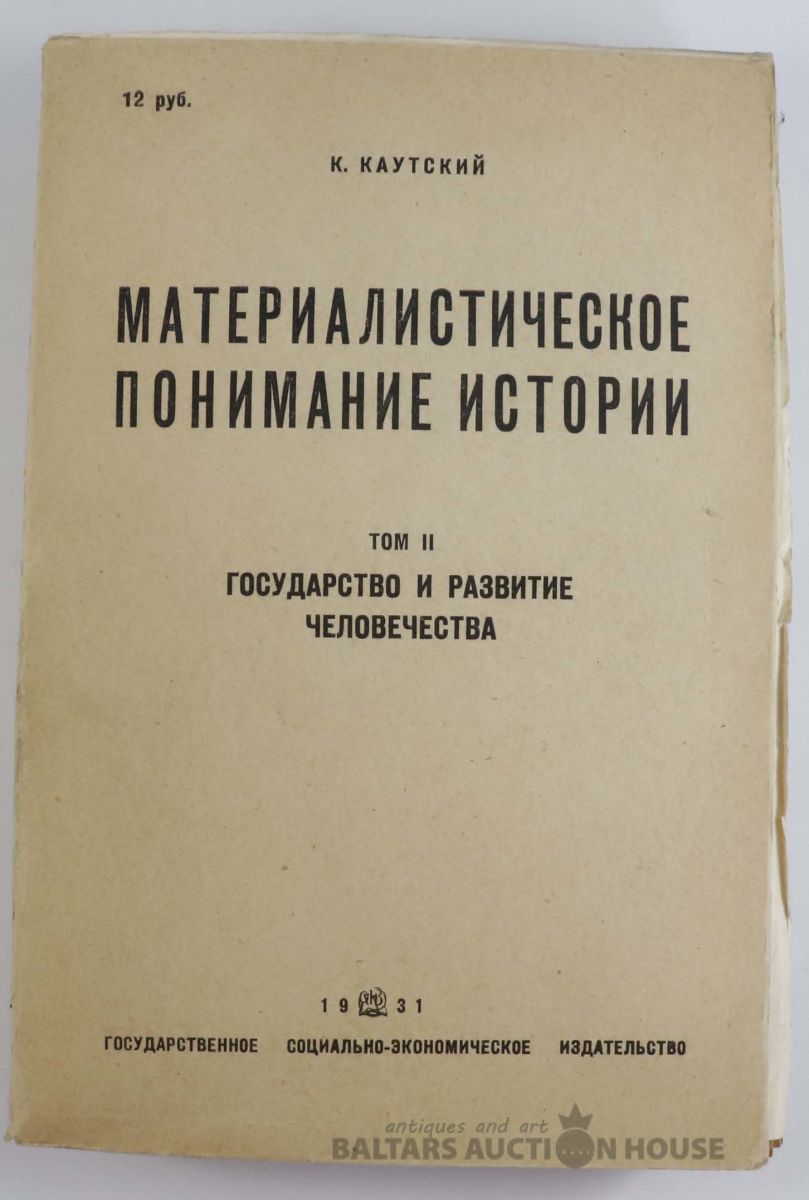 12 руб.
К. КАУТСКИЙ
МАТЕРИАЛИСТИЧЕСКОЕ
ПОНИМАНИЕ ИСТОРИИ
ТОМ II
ГОСУДАРСТВО И РАЗВИТИЕ
ЧЕЛОВЕЧЕСТВА
19 31
ГОСУДАРСТВЕННОЕ СОЦИАЛЬНО-ЭКОНОМИЧЕСКОЕ ИЗДАТЕЛЬСТВО
antiques and art
BALTARS AUCTION HOUSE